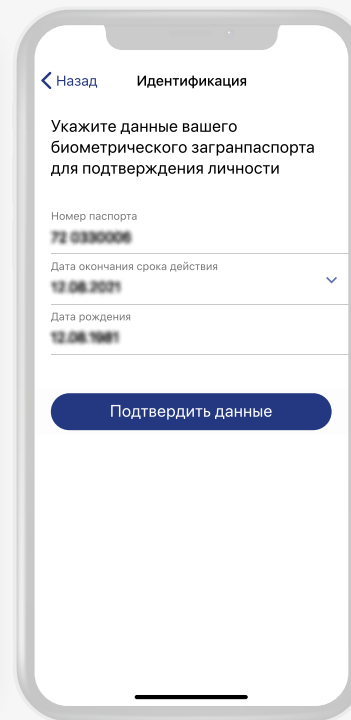 Назад Идентификация
Укажите данные вашего
биометрического загранпаспорта
для подтверждения личности
Номер паспорта
Дата окончания срока действия
Дата рождения
Подтвердить данные